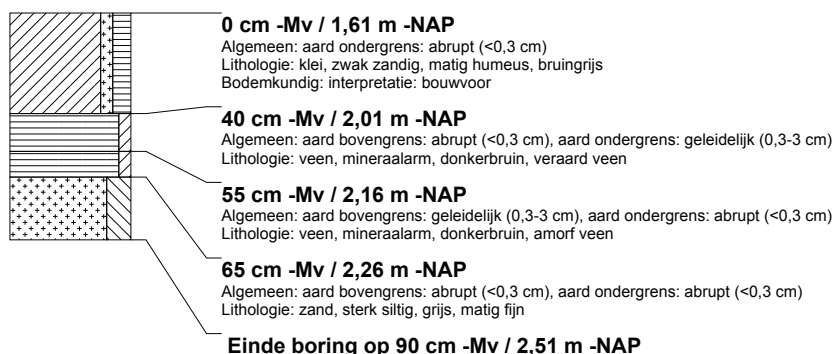 0 cm -Mv / 1,61 m -NAP
Algemeen: aard ondergrens: abrupt (<0,3 cm)
Lithologie: klei, zwak zandig, matig humeus, bruingrijs
Bodemkundig: interpretatie: bouwvoor
40 cm -Mv / 2,01 m -NAP
Algemeen: aard bovengrens: abrupt (<0,3 cm), aard ondergrens: geleidelijk (0,3-3 cm)
Lithologie: veen, mineraalarm, donkerbruin, veraard veen
55 cm -Mv / 2,16 m -NAP
Algemeen: aard bovengrens: geleidelijk (0,3-3 cm), aard ondergrens: abrupt (<0,3 cm)
Lithologie: veen, mineraalarm, donkerbruin, amorf veen
65 cm -Mv / 2,26 m -NAP
Algemeen: aard bovengrens: abrupt (<0,3 cm), aard ondergrens: abrupt (<0,3 cm)
Lithologie: zand, sterk siltig, grijs, matig fijn
Einde boring op 90 cm -Mv / 2,51 m -NAP